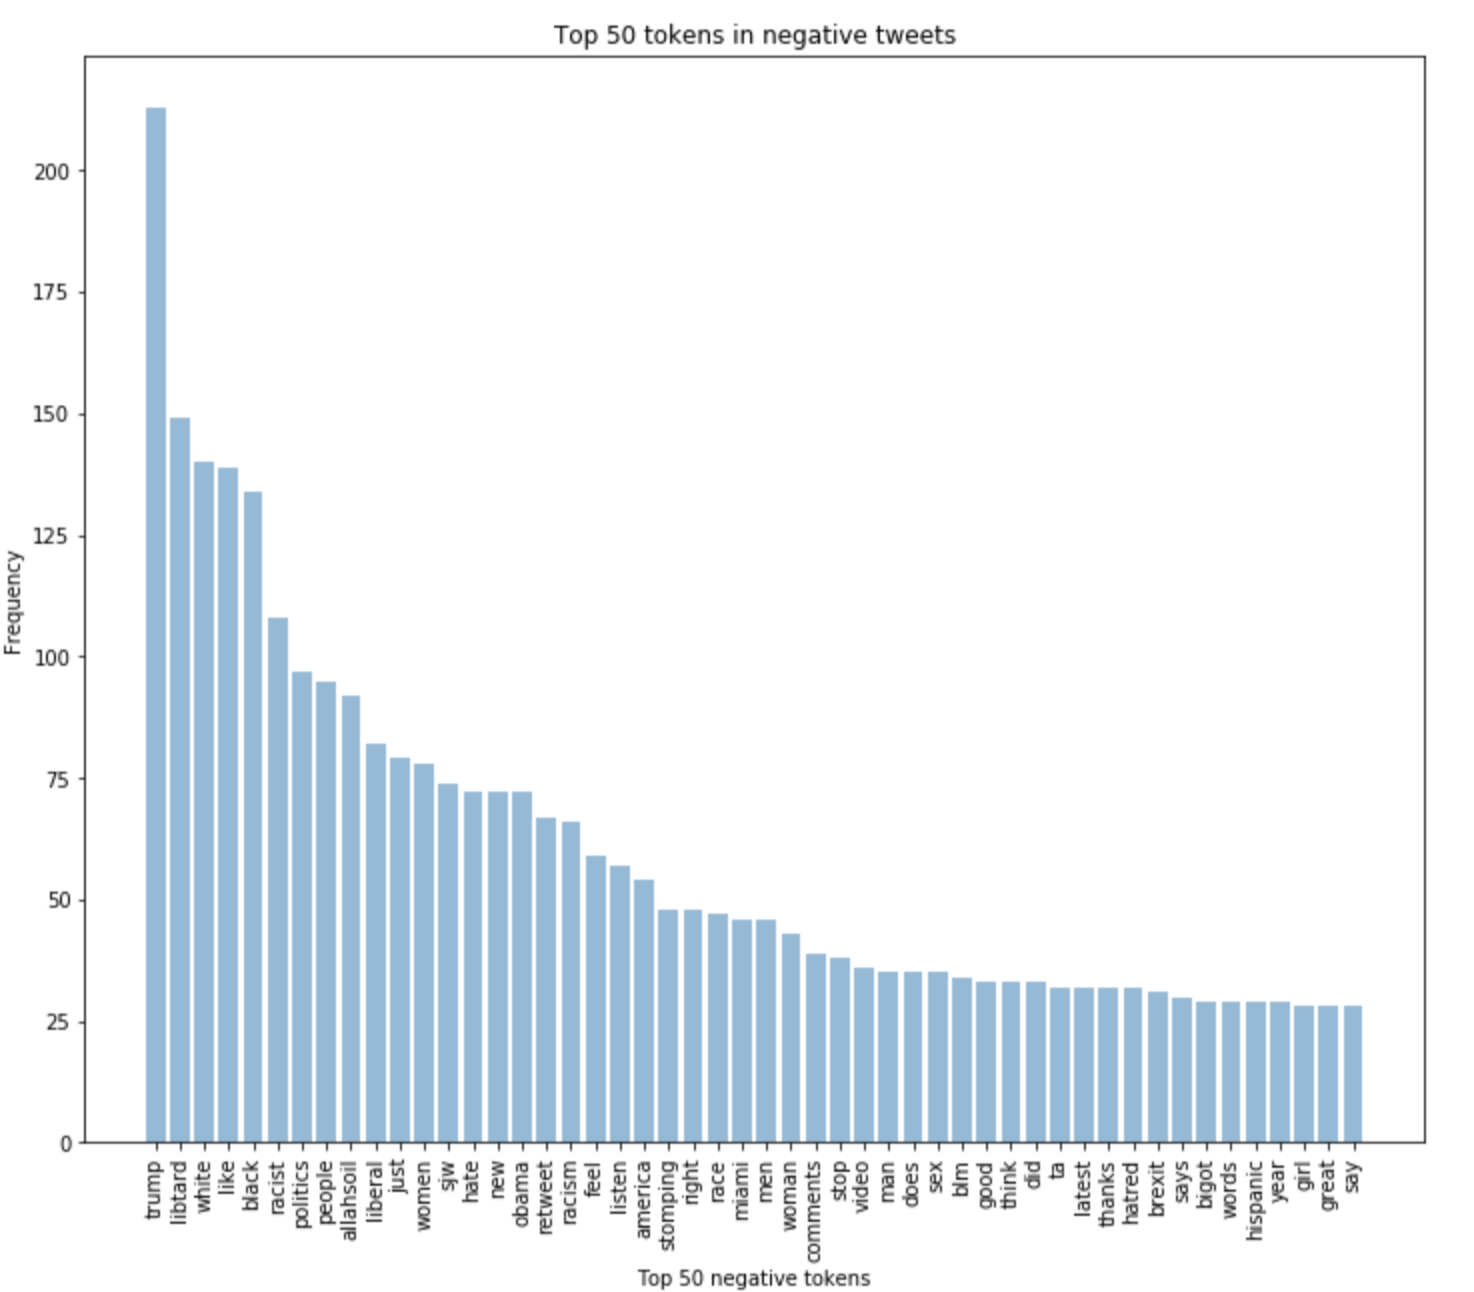 Top 50 tokens in negative tweets
200
175
150
125
100
75
50
25
0
Frequency
trump
libtard
white
like
black
racist
politics
people
allahsoil
liberal
just
women
sjw
hate
new
obama
retweet
racism
feel
listen
america
stomping
right
race
miami
men
woman
comments
stop
video
man
does
sex
blm
good
think
did
ta
latest
thanks
hatred
brexit
says
bigot
words
hispanic
year
girl
great
say
Top 50 negative tokens